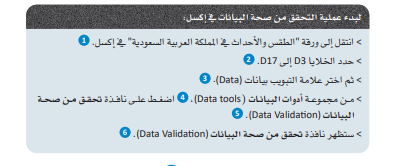 لبدء عملية التحقق من صحة البيانات في إكسل:
> انتقل إلى ورقة "الطقس والأحداث في المملكة العربية السعودية" في إكسل. 1
> حدد الخلايا D3 إلى D17. 2
> ثم اختر علامة التبويب بيانات (Data). 3
> من مجموعة أدوات البيانات (Data tools)، 4 اضغط على نافذة تحقق من صحة
البيانات (Data Validation). 5
> ستظهر نافذة تحقق من صحة البيانات (Data Validation). 6